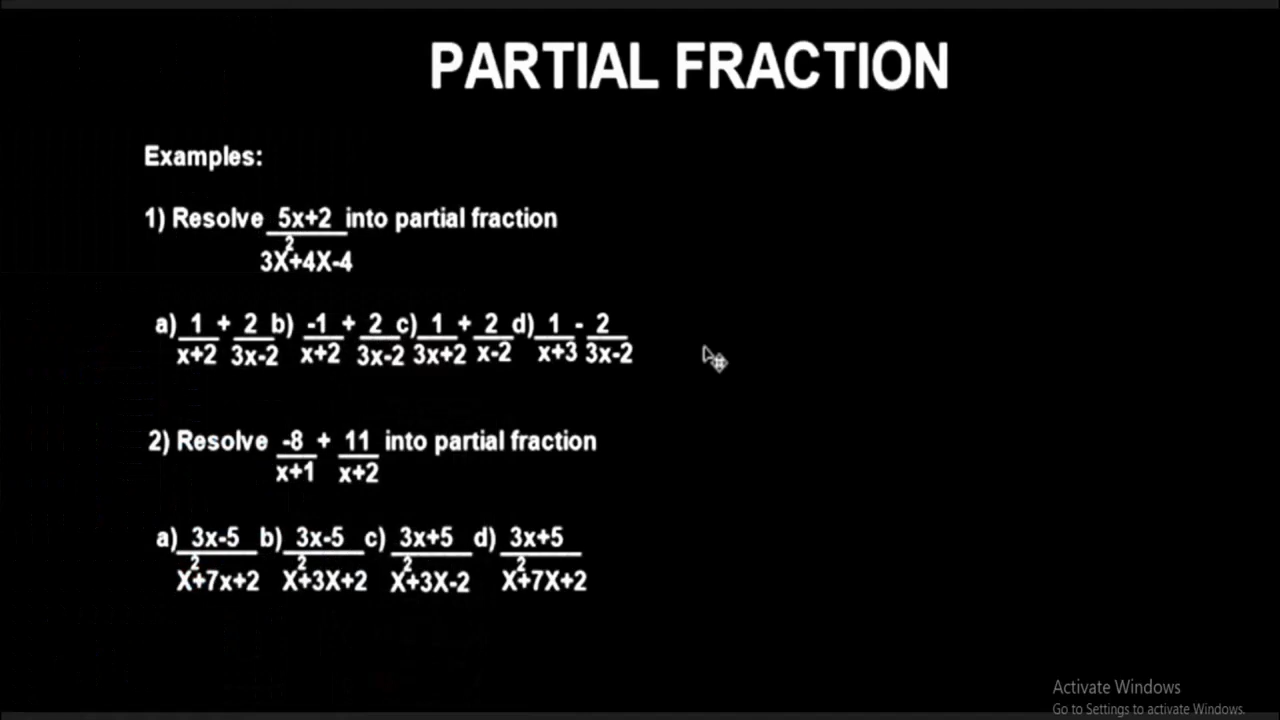 PARTIAL FRACTION
Examples:
1) Resolve 5x+2 into partial fraction
3X²+4X-4
a) 1 + 2 b) -1 + 2 c) 1 + 2 d) 1 - 2
x+2 3x-2 x+2 3x-2 3x+2 x-2 x+3 3x-2
2) Resolve -8 + 11 into partial fraction
x+1 x+2
a) 3x-5 b) 3x-5 c) 3x+5 d) 3x+5
X²+7x+2 X²+3X+2 X²+3X-2 X²+7X+2
Activate Windows
Go to Settings to activate Windows.